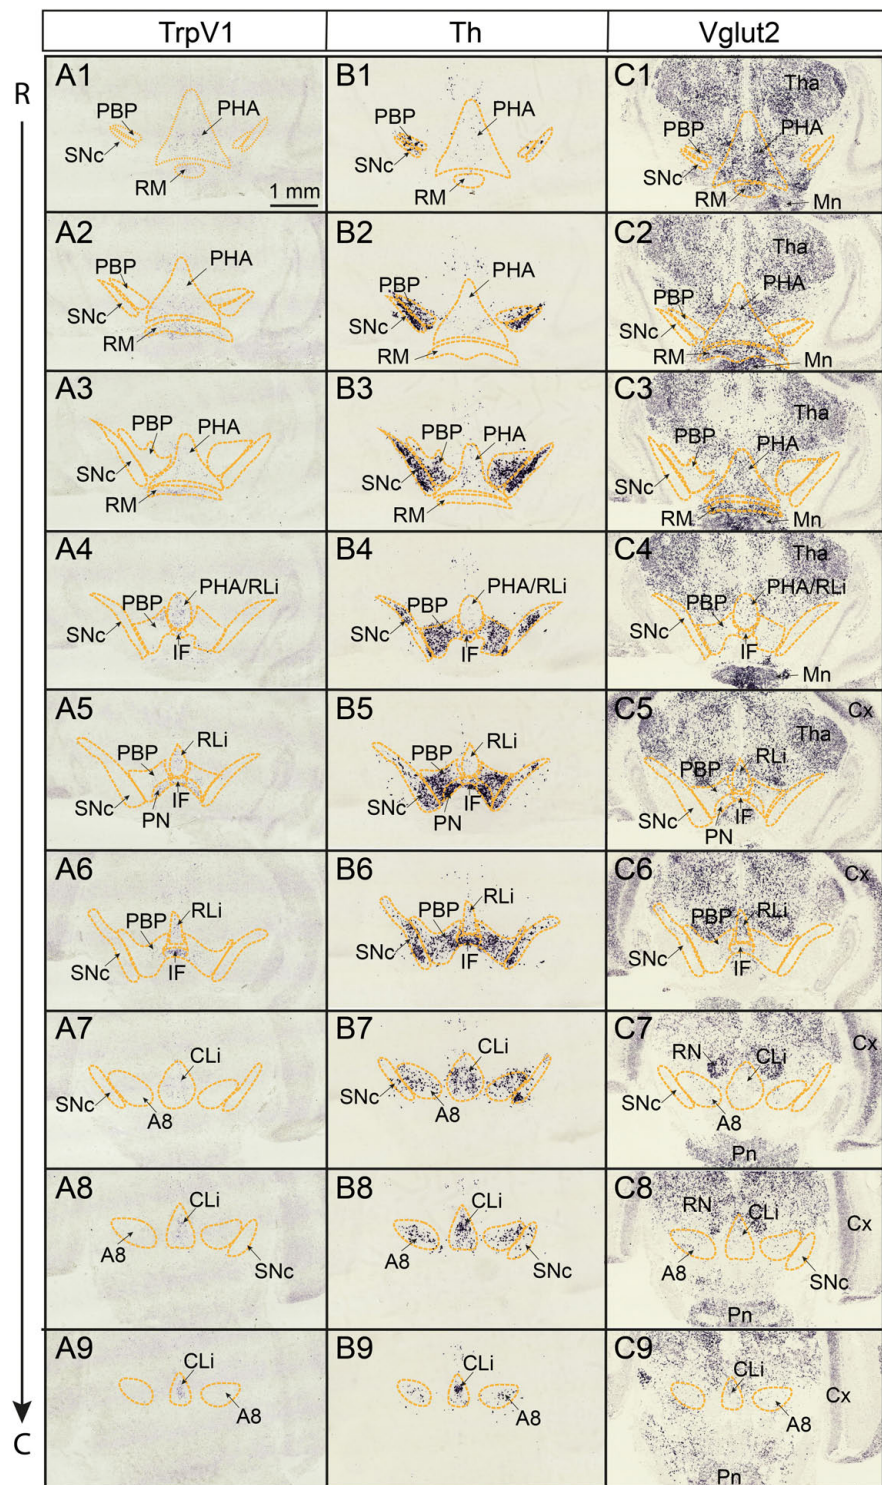 TrpV1 Th Vglut2
R
A1
PBP
PHA
SNc
RM
1 mm
B1
PBP
PHA
SNc
RM
C1
Tha
PBP
PHA
SNc
RM
Mn
A2
PBP
PHA
SNc
RM
B2
PBP
PHA
SNc
RM
C2
Tha
PHA
PBP
SNc
RM
Mn
A3
PBP
PHA
SNc
RM
B3
PBP
PHA
SNc
RM
C3
Tha
PBP
PHA
SNc
RM
Mn
A4
PHA/RLi
PBP
SNc
IF
B4
PHA/RLi
PBP
SNc
IF
C4
Tha
PHA/RLi
PBP
SNc
IF
Mn
A5
RLi
PBP
SNc
IF
PN
B5
RLi
PBP
SNc
IF
PN
C5
Cx
Tha
RLi
PBP
SNc
IF
PN
A6
RLi
PBP
SNc
IF
B6
RLi
PBP
SNc
IF
C6
Cx
RLi
PBP
SNc
IF
A7
CLi
SNc
A8
B7
CLi
SNc
A8
C7
Cx
RN
CLi
SNc
A8
Pn
A8
CLi
A8
SNc
B8
CLi
A8
SNc
C8
RN
CLi
Cx
A8
SNc
Pn
A9
CLi
A8
B9
CLi
A8
C9
CLi
Cx
A8
Pn
C